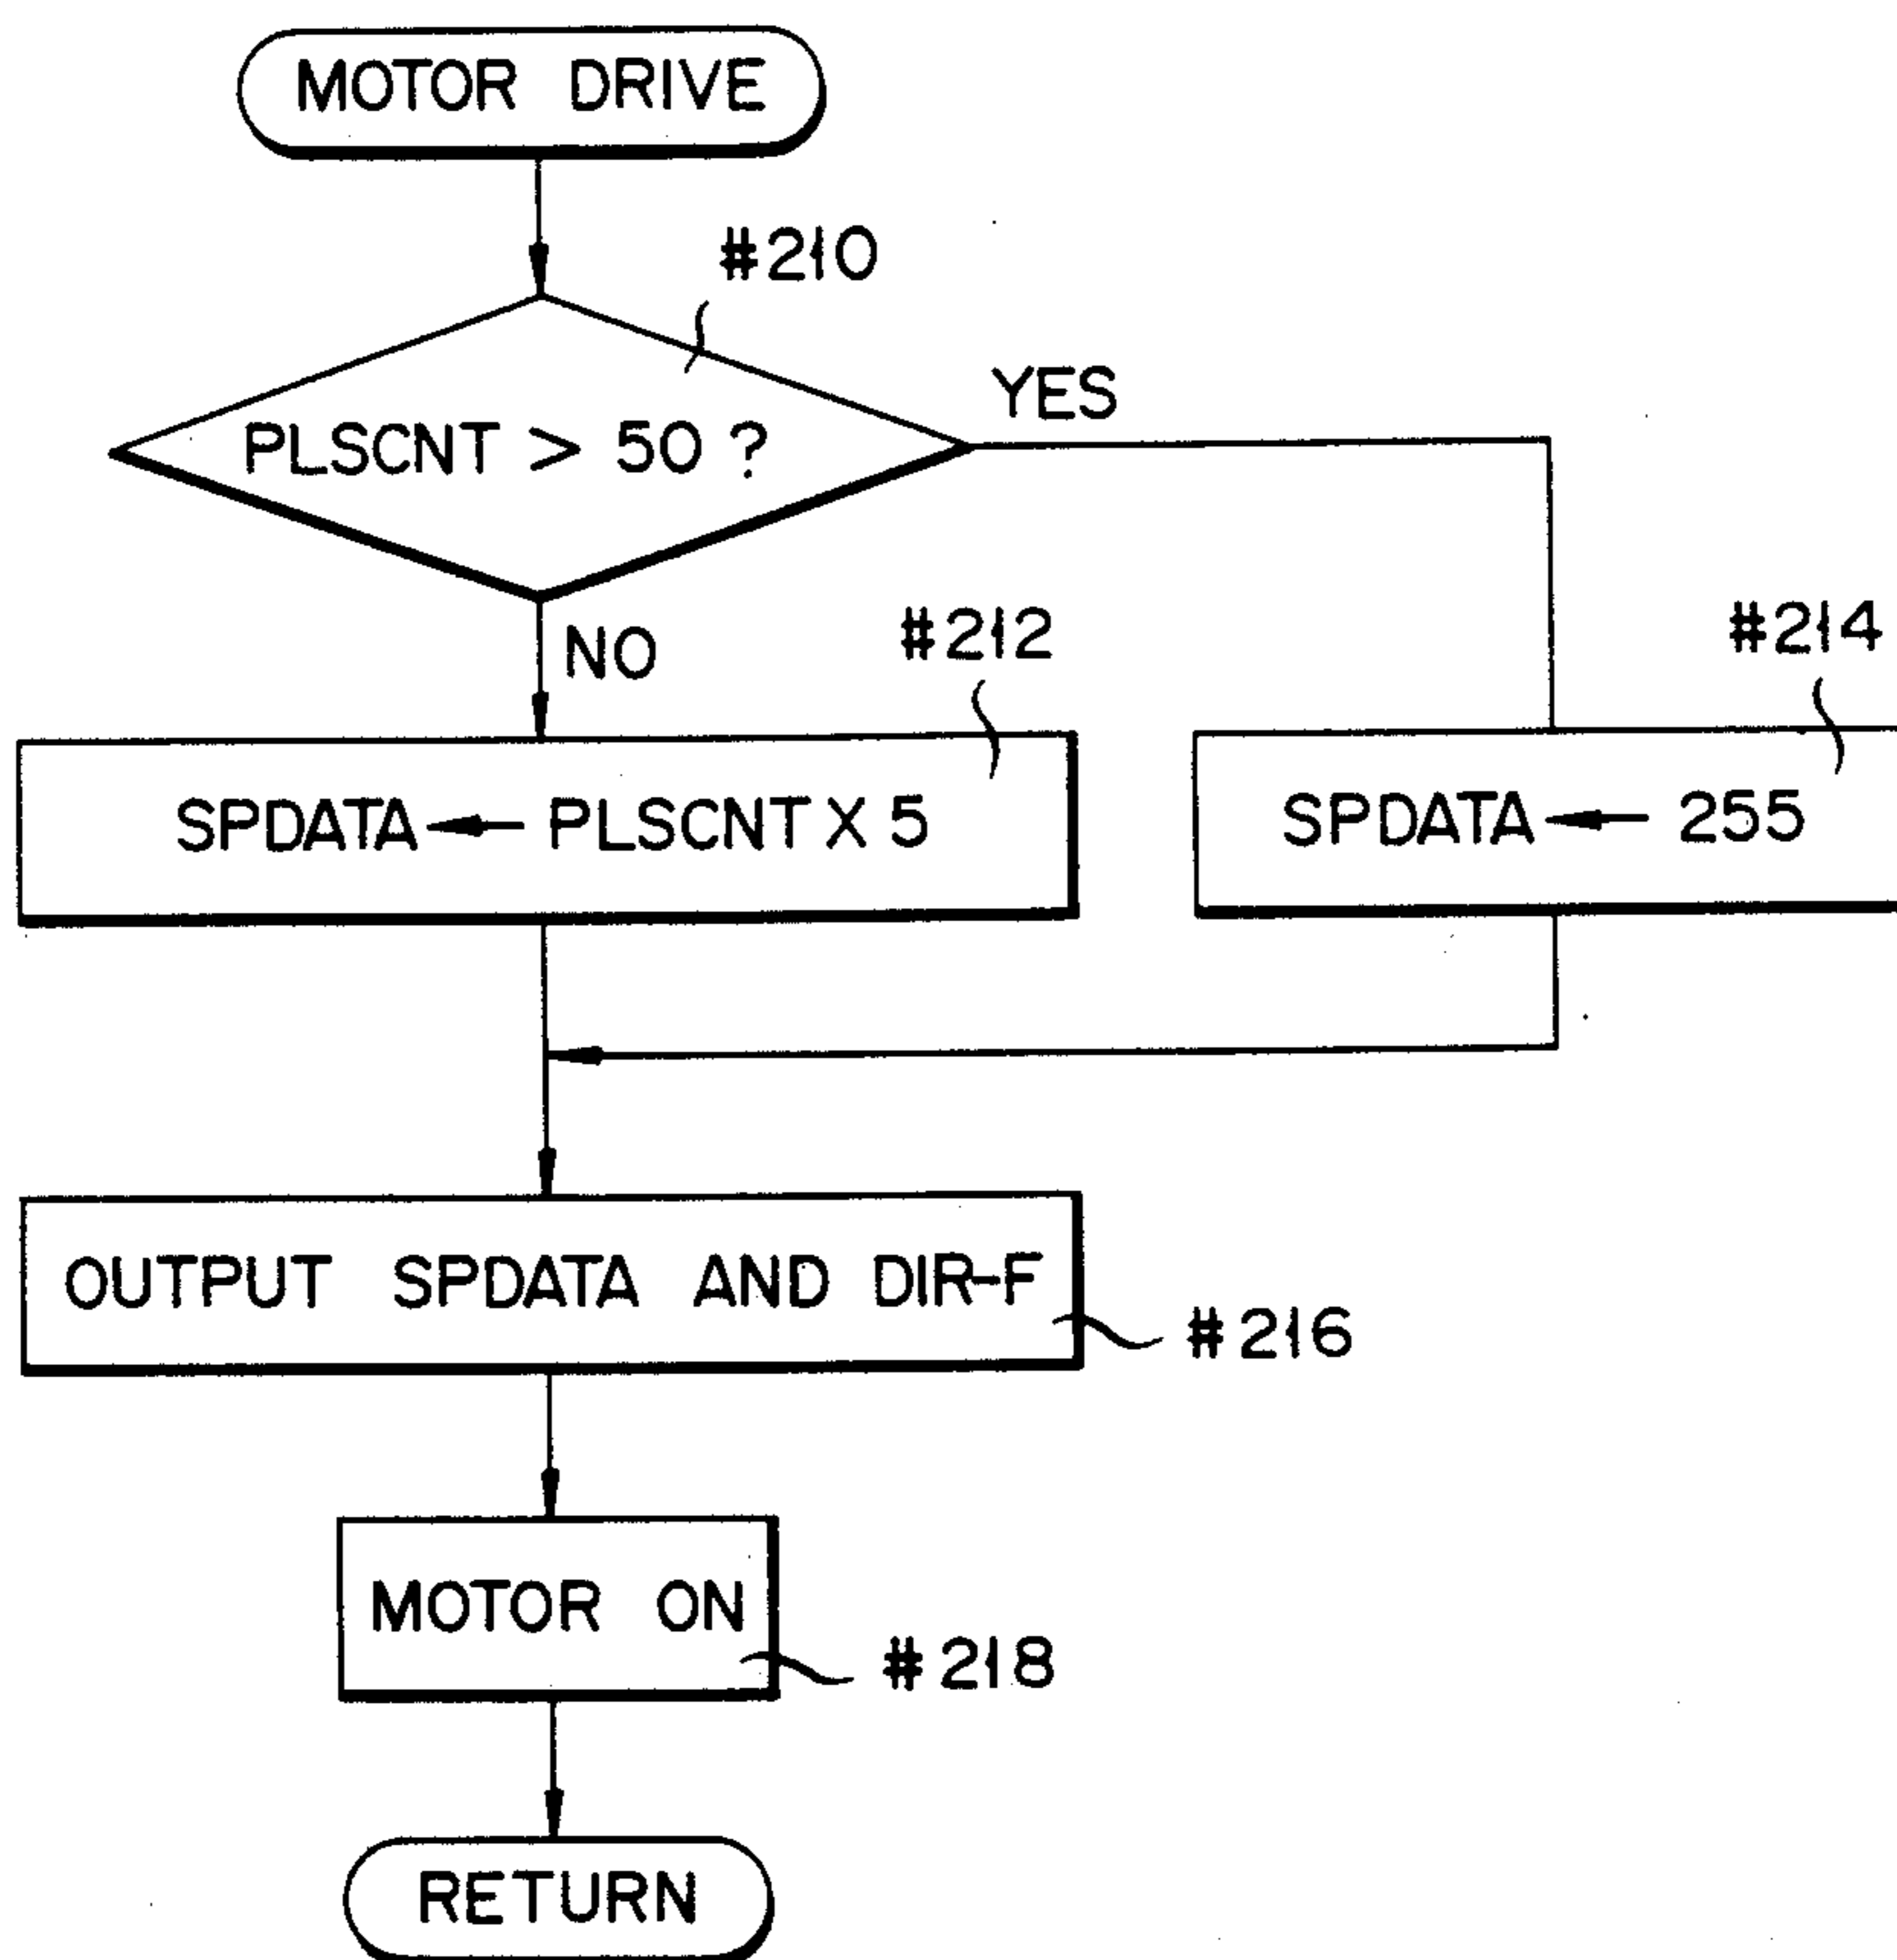 MOTOR DRIVE
#210
PLSCNT > 50 ?
YES
NO
#212
#214
SPDATA ← PLSCNT X 5
SPDATA ← 255
OUTPUT SPDATA AND DIR-F
#216
MOTOR ON
#218
RETURN